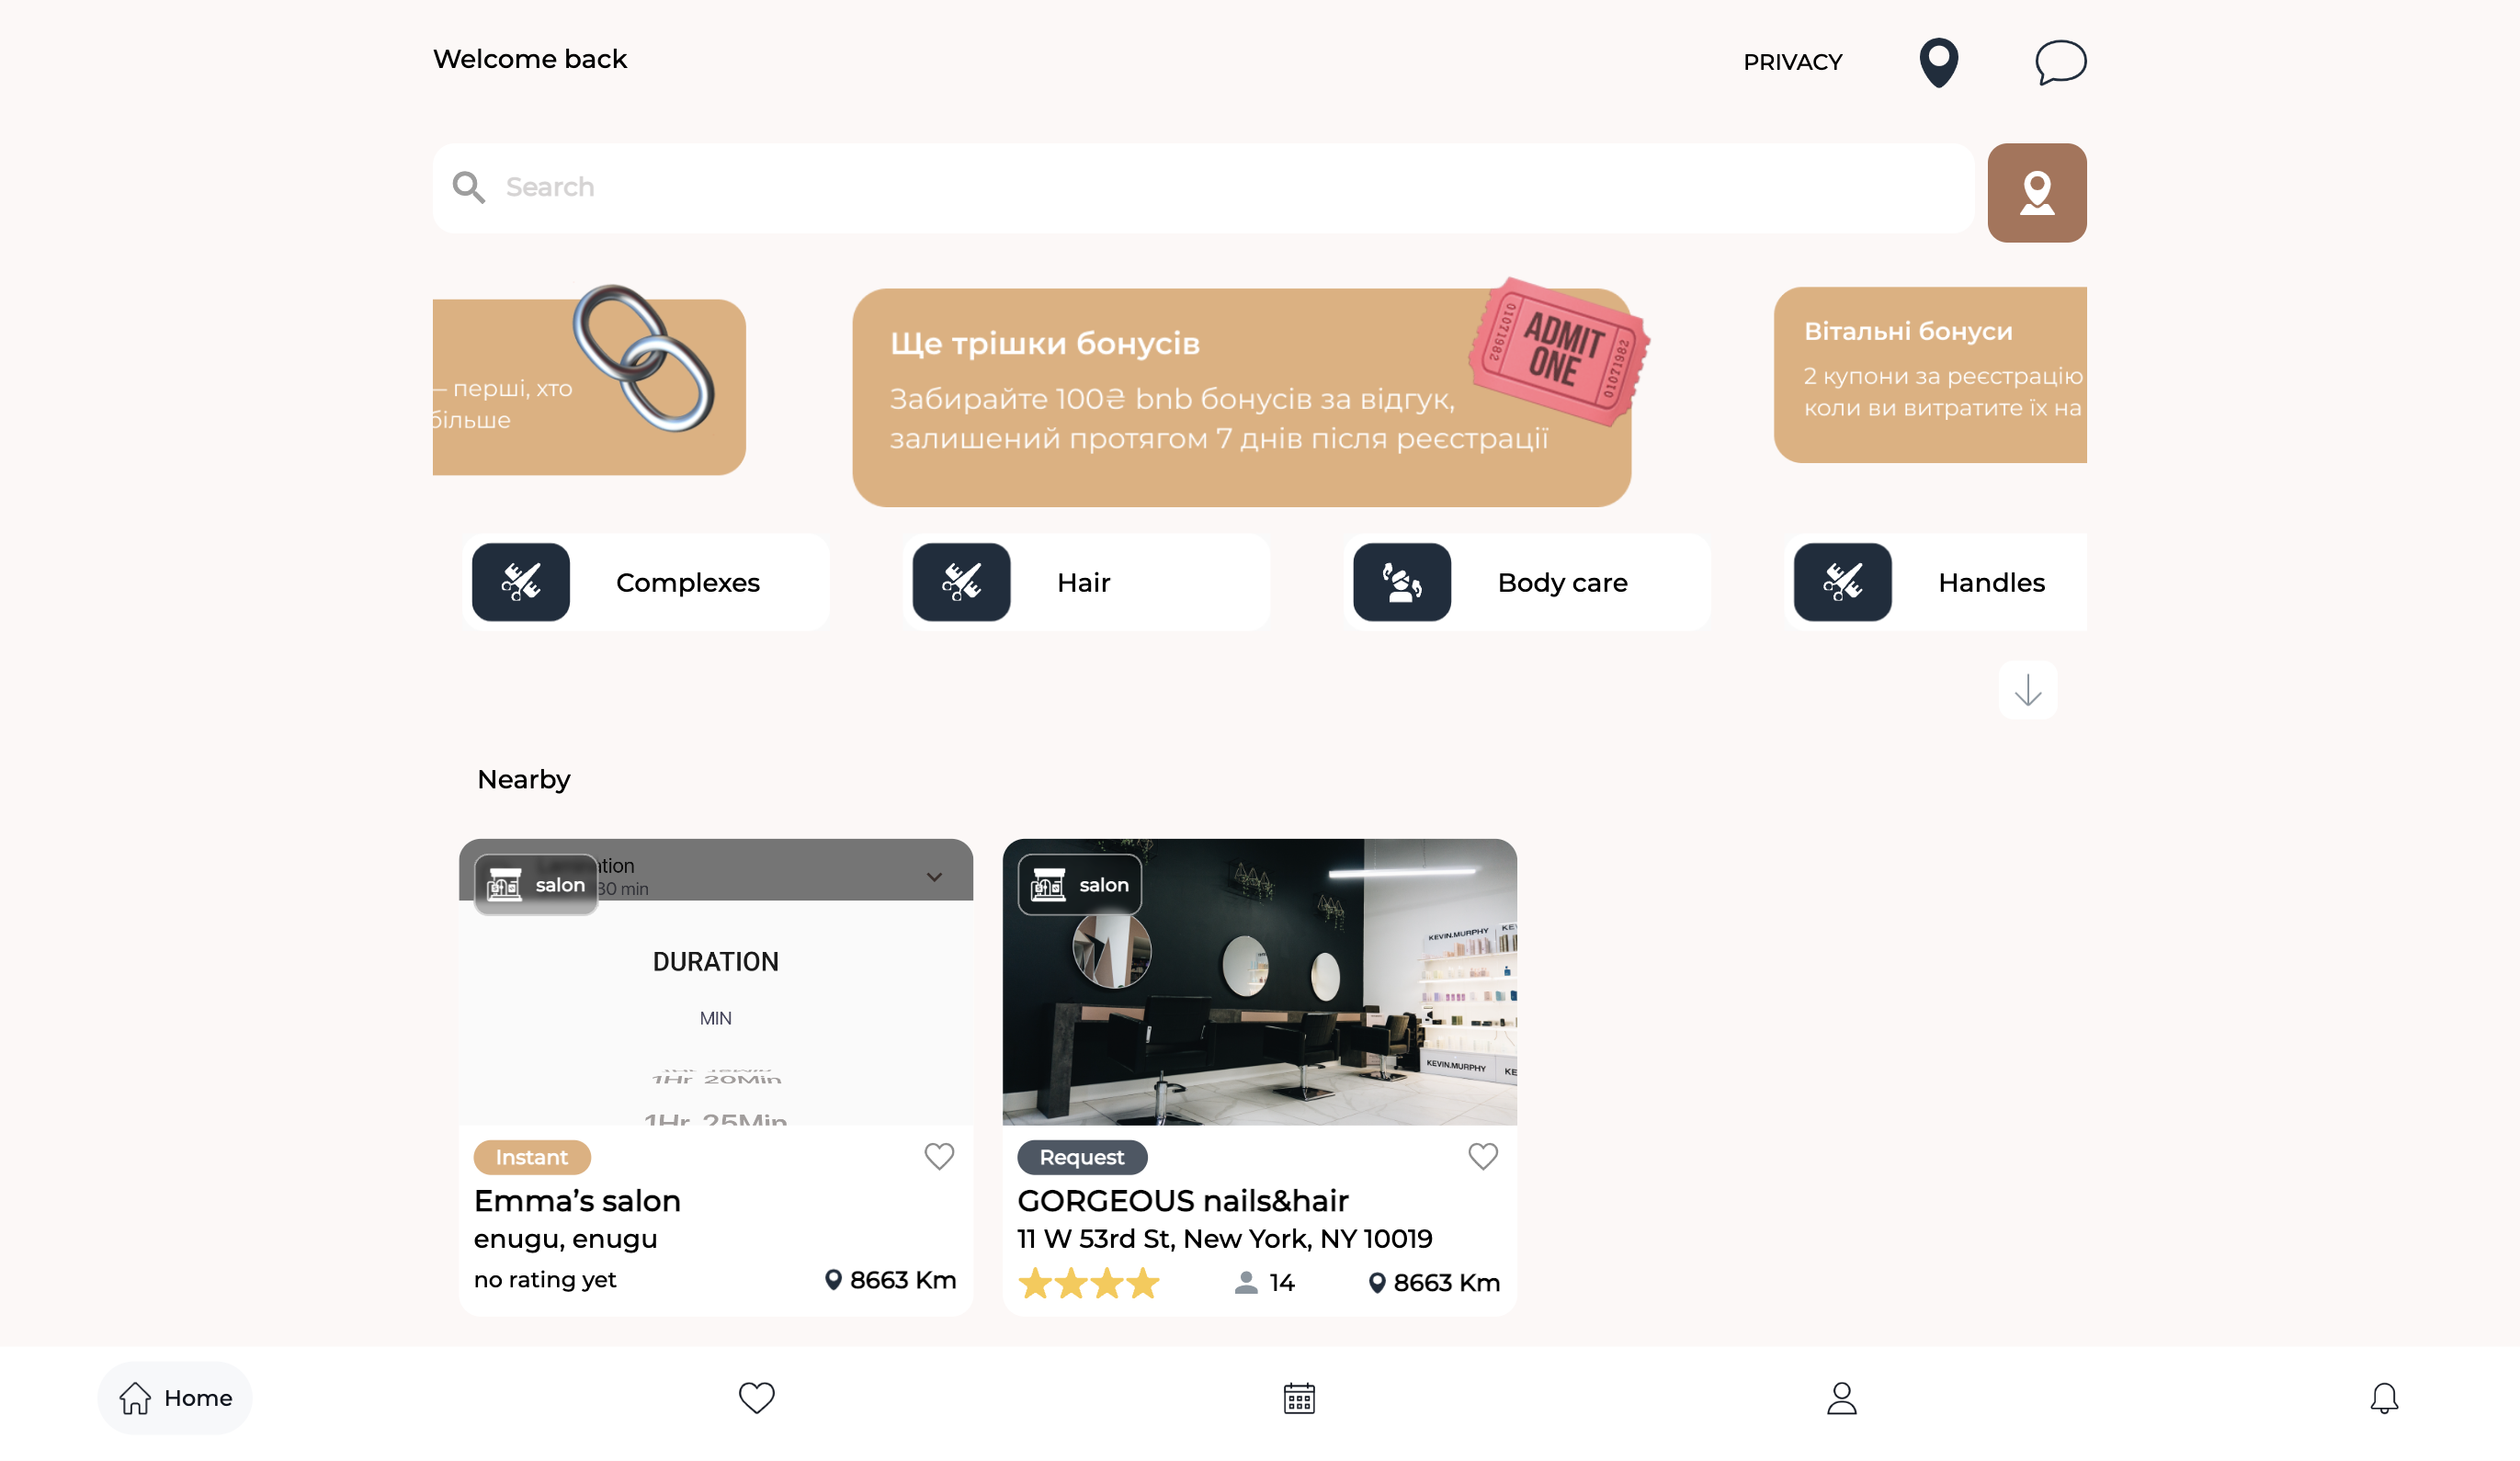 Welcome back
PRIVACY
Search
— перші, хто
більше
Ще трішки бонусів
Забирайте 100₴ bnb бонусів за відгук,
залишений протягом 7 днів після реєстрації
ADMIT
ONE
01071982
01071982
Вітальні бонуси
2 купони за реєстрацію
коли ви витратите їх на
Complexes
Hair
Body care
Handles
Nearby
salon
30 min
DURATION
MIN
1Hr 20Min
1Hr 25Min
salon
KEVIN.MURPHY
KEVIN.MURPHY
Instant
Emma’s salon
enugu, enugu
no rating yet
8663 Km
Request
GORGEOUS nails&hair
11 W 53rd St, New York, NY 10019
14
8663 Km
Home